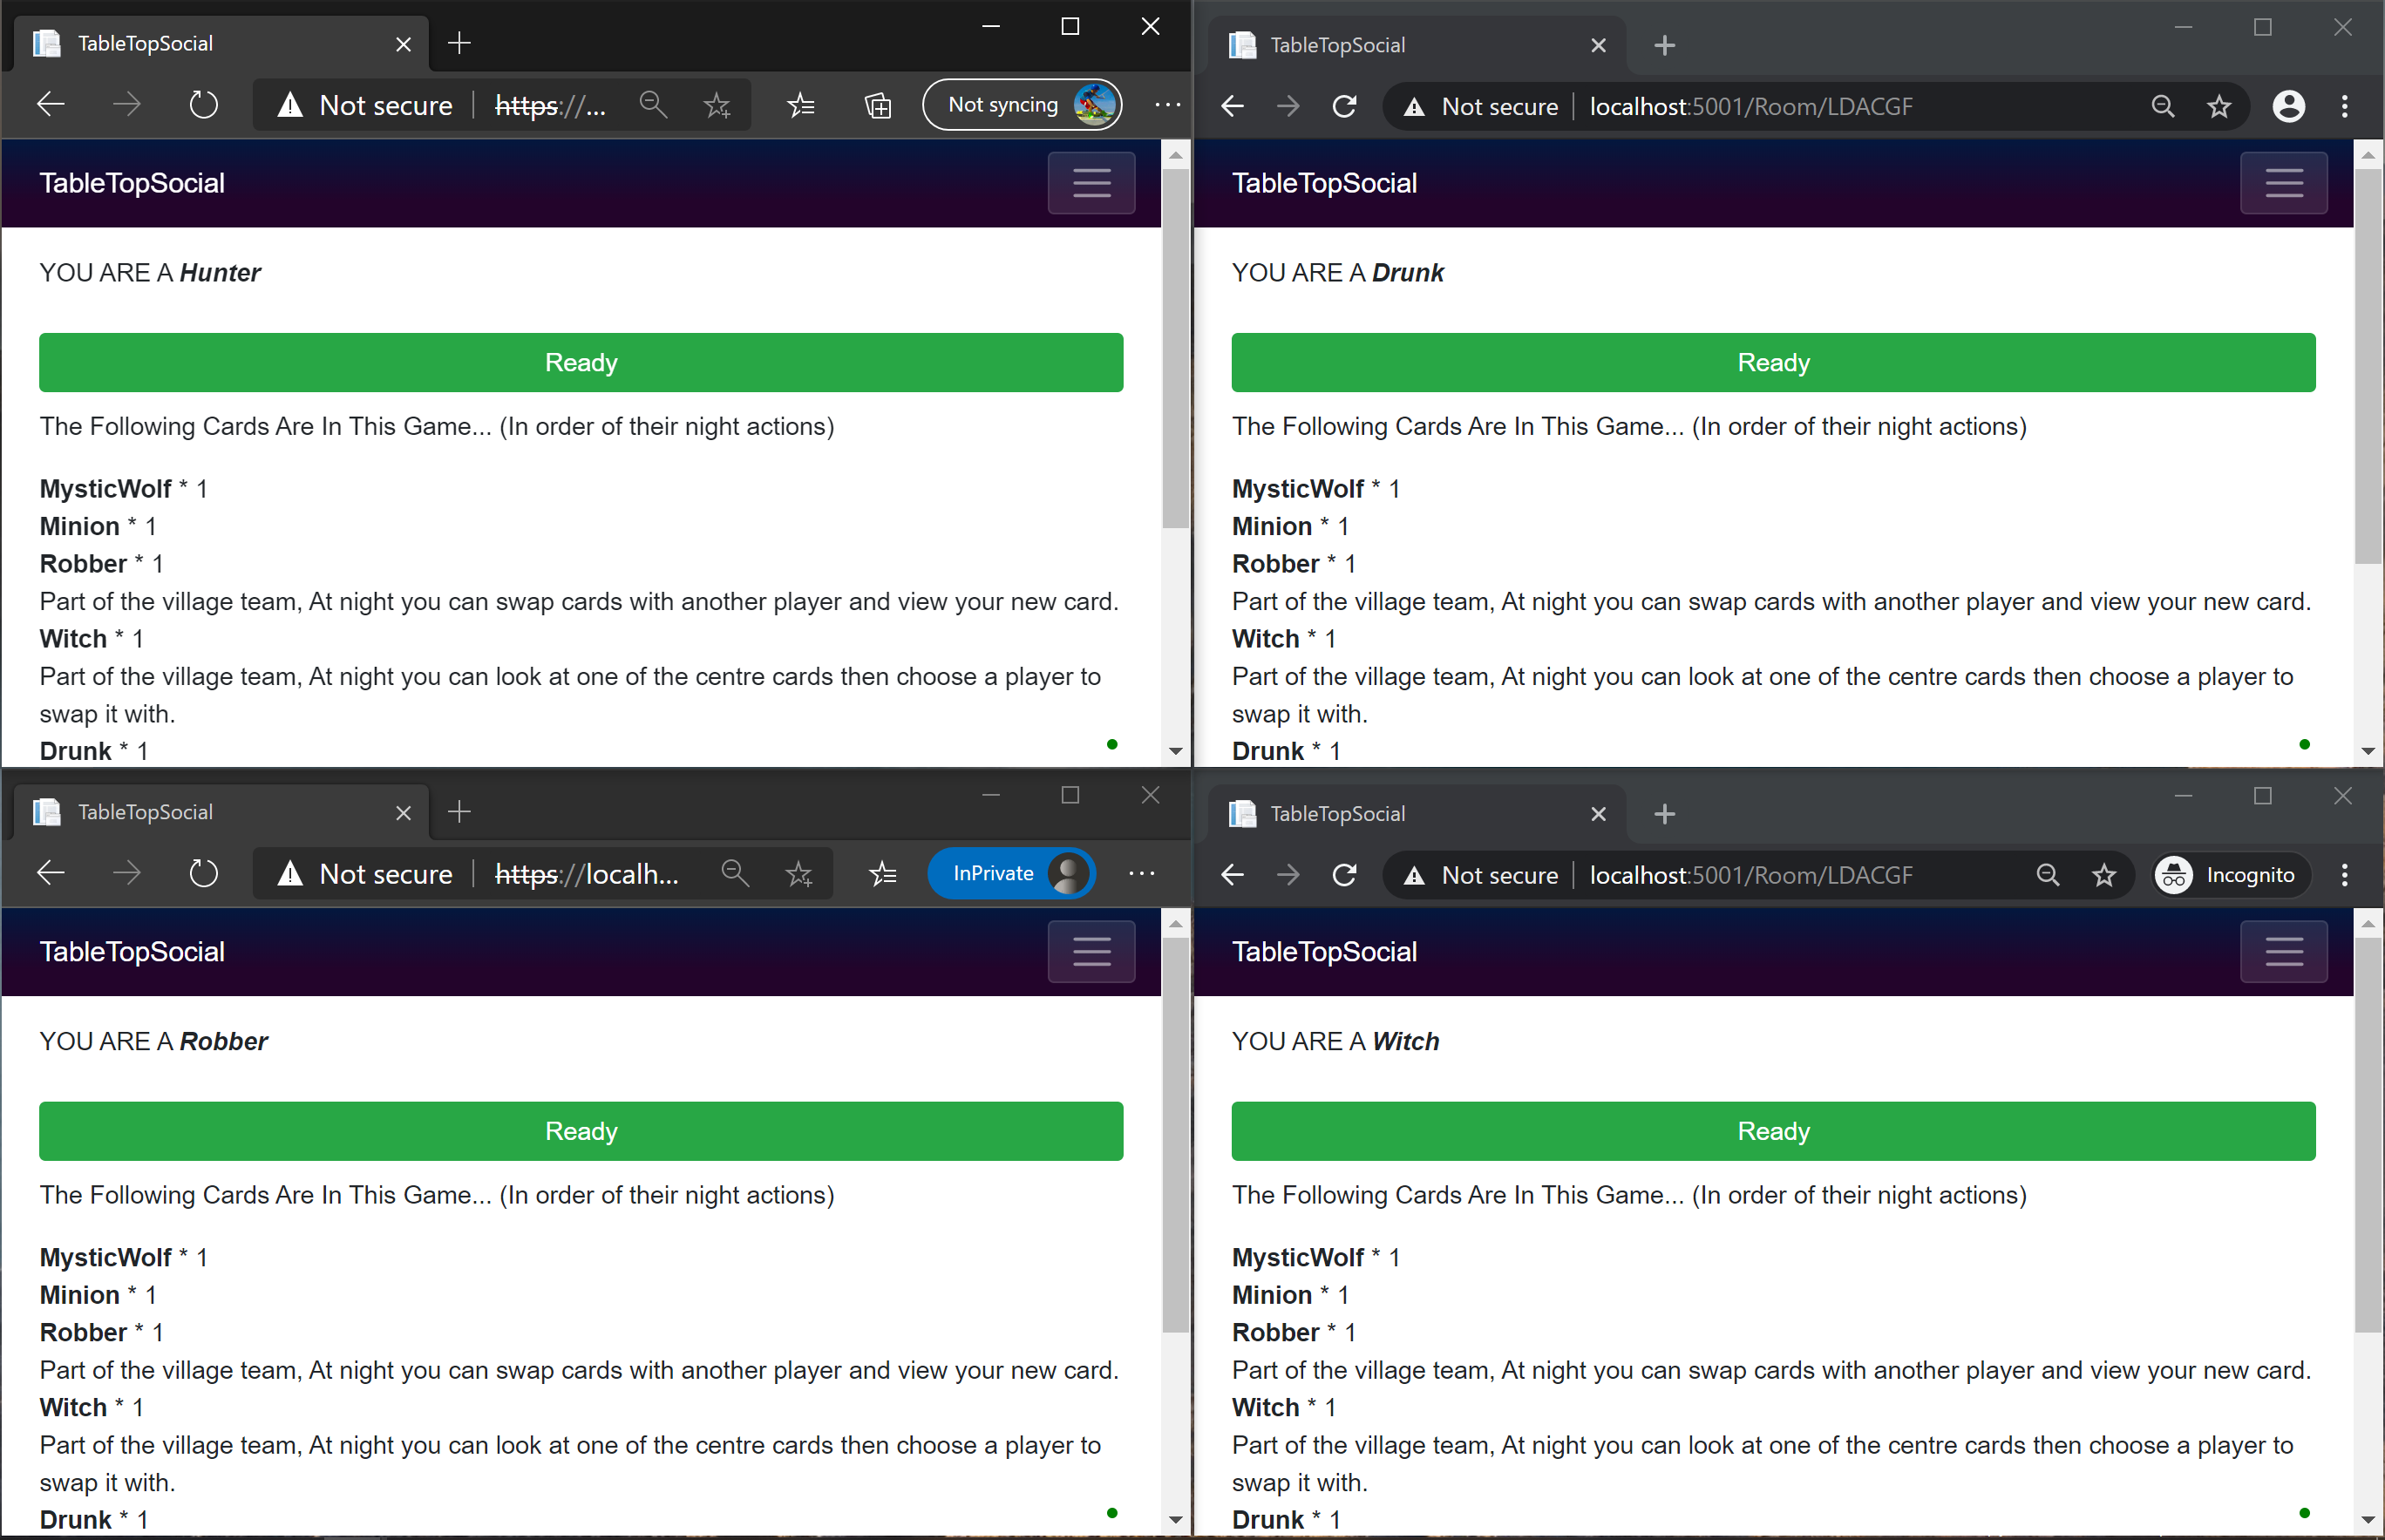 TableTopSocial
Not secure https://... Not syncing
TableTopSocial
YOU ARE A Hunter
Ready
The Following Cards Are In This Game... (In order of their night actions)
MysticWolf * 1
Minion * 1
Robber * 1
Part of the village team, At night you can swap cards with another player and view your new card.
Witch * 1
Part of the village team, At night you can look at one of the centre cards then choose a player to
swap it with.
Drunk * 1
TableTopSocial
Not secure localhost:5001/Room/LDACGF
TableTopSocial
YOU ARE A Drunk
Ready
The Following Cards Are In This Game... (In order of their night actions)
MysticWolf * 1
Minion * 1
Robber * 1
Part of the village team, At night you can swap cards with another player and view your new card.
Witch * 1
Part of the village team, At night you can look at one of the centre cards then choose a player to
swap it with.
Drunk * 1
TableTopSocial
Not secure https://localh... InPrivate
TableTopSocial
YOU ARE A Robber
Ready
The Following Cards Are In This Game... (In order of their night actions)
MysticWolf * 1
Minion * 1
Robber * 1
Part of the village team, At night you can swap cards with another player and view your new card.
Witch * 1
Part of the village team, At night you can look at one of the centre cards then choose a player to
swap it with.
Drunk * 1
TableTopSocial
Not secure localhost:5001/Room/LDACGF Incognito
TableTopSocial
YOU ARE A Witch
Ready
The Following Cards Are In This Game... (In order of their night actions)
MysticWolf * 1
Minion * 1
Robber * 1
Part of the village team, At night you can swap cards with another player and view your new card.
Witch * 1
Part of the village team, At night you can look at one of the centre cards then choose a player to
swap it with.
Drunk * 1